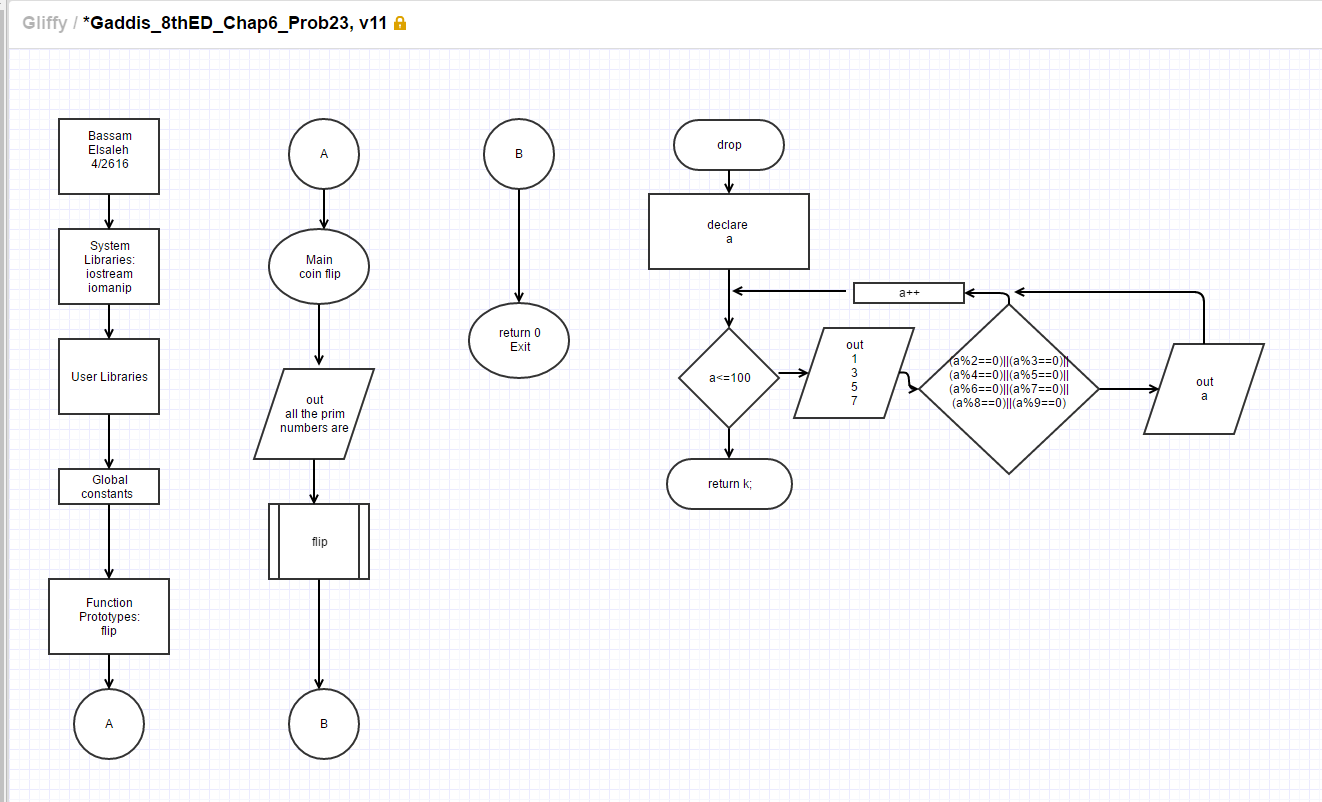 Gliffy / *Gaddis_8thED_Chap6_Prob23, v11
Bassam
Elsaleh
4/2616
System
Libraries:
iostream
iomanip
User Libraries
Global
constants
Function
Prototypes:
flip
A
A
Main
coin flip
out
all the prim
numbers are
flip
B
B
return 0
Exit
drop
declare
a
a++
a<=100
out
1
3
5
7
(a%2==0)||(a%3==0)||
(a%4==0)||(a%5==0)||
(a%6==0)||(a%7==0)||
(a%8==0)||(a%9==0)
out
a
return k;